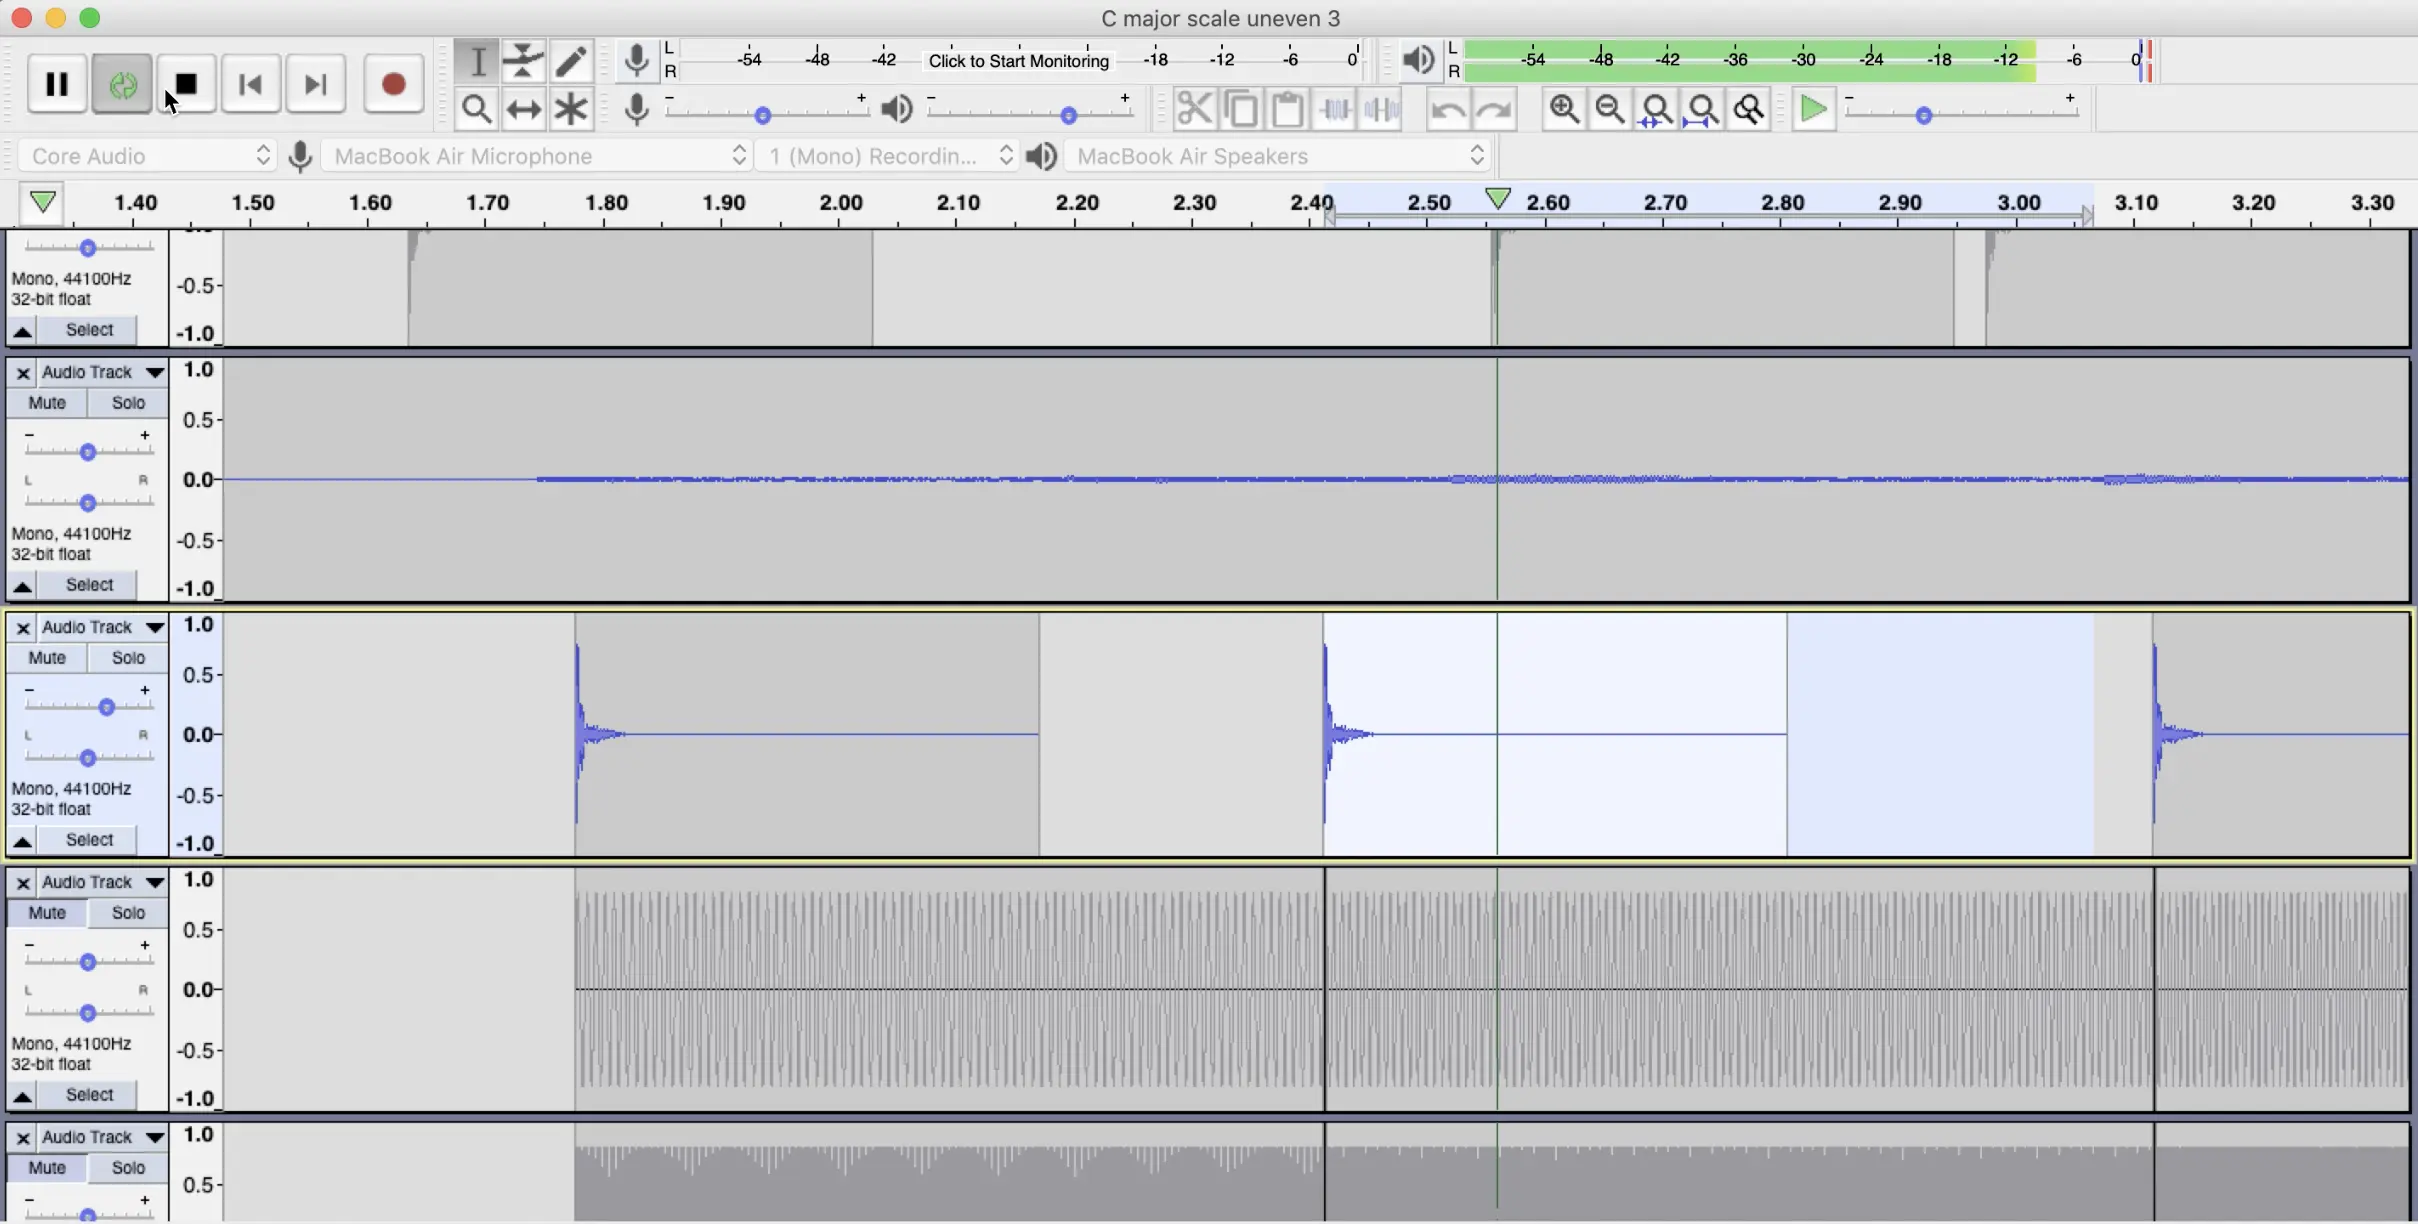 C major scale uneven 3
L
R
-54 -48 -42 Click to Start Monitoring -18 -12 -6 0
L
R
-54 -48 -42 -36 -30 -24 -18 -12 -6 0
- + - + - +
Core Audio MacBook Air Microphone 1 (Mono) Recordin... MacBook Air Speakers
1.40 1.50 1.60 1.70 1.80 1.90 2.00 2.10 2.20 2.30 2.40 2.50 2.60 2.70 2.80 2.90 3.00 3.10 3.20 3.30
Mono, 44100Hz
32-bit float
Select
-0.5
-1.0
Audio Track
Mute Solo
- +
L R
Mono, 44100Hz
32-bit float
Select
1.0
0.5
0.0
-0.5
-1.0
Audio Track
Mute Solo
- +
L R
Mono, 44100Hz
32-bit float
Select
1.0
0.5
0.0
-0.5
-1.0
Audio Track
Mute Solo
- +
L R
Mono, 44100Hz
32-bit float
Select
1.0
0.5
0.0
-0.5
-1.0
Audio Track
Mute Solo
- +
1.0
0.5